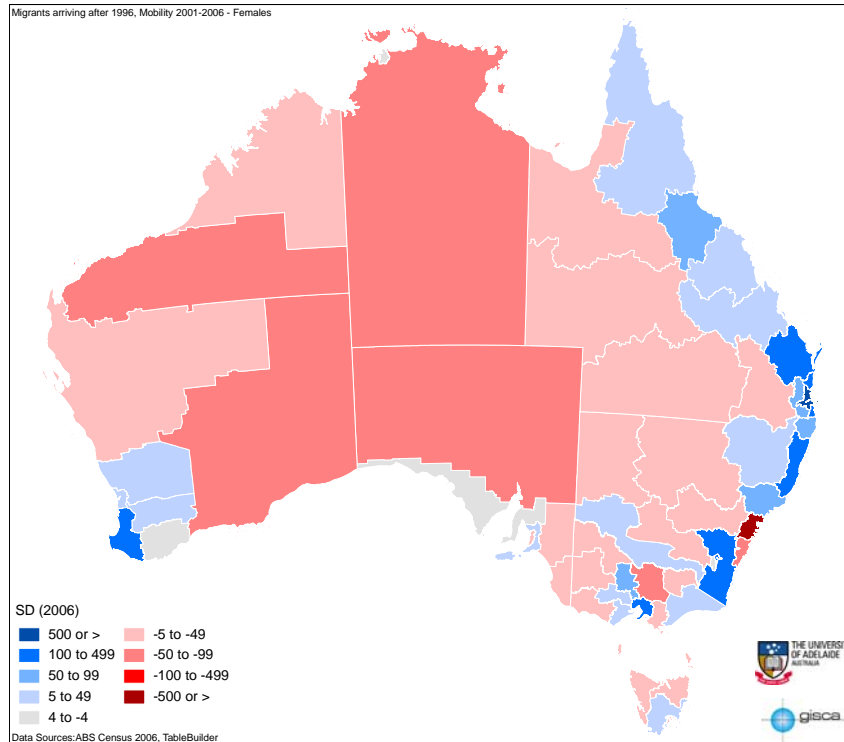 Migrants arriving after 1996, Mobility 2001-2006 - Females
SD (2006)
500 or >
100 to 499
50 to 99
5 to 49
4 to -4
-5 to -49
-50 to -99
-100 to -499
-500 or >
THE UNIVERSI
OF ADELAIDE
AUSTRALIA
gisca
Data Sources:ABS Census 2006, TableBuilder